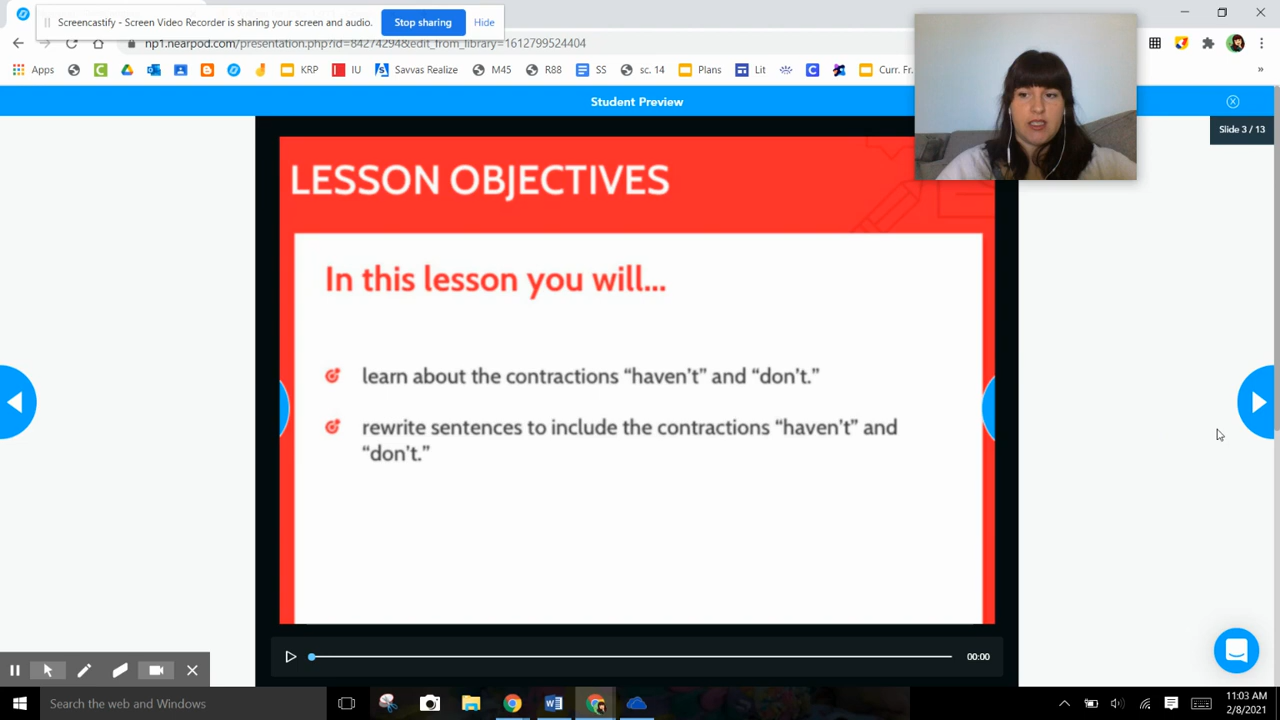 Screencastify - Screen Video Recorder is sharing your screen and audio. Stop sharing Hide
np1.nearpod.com/presentation.php?id=842742948&edit_from_library=1612799524404
Apps KRP IU Savvas Realize M45 R88 SS sc. 14 Plans Lit Curr. Fr. »
Student Preview
Slide 3 / 13
LESSON OBJECTIVES
In this lesson you will...
learn about the contractions “haven’t” and “don’t.”
rewrite sentences to include the contractions “haven’t” and
“don’t.”
00:00
Search the web and Windows
11:03 AM
2/8/2021